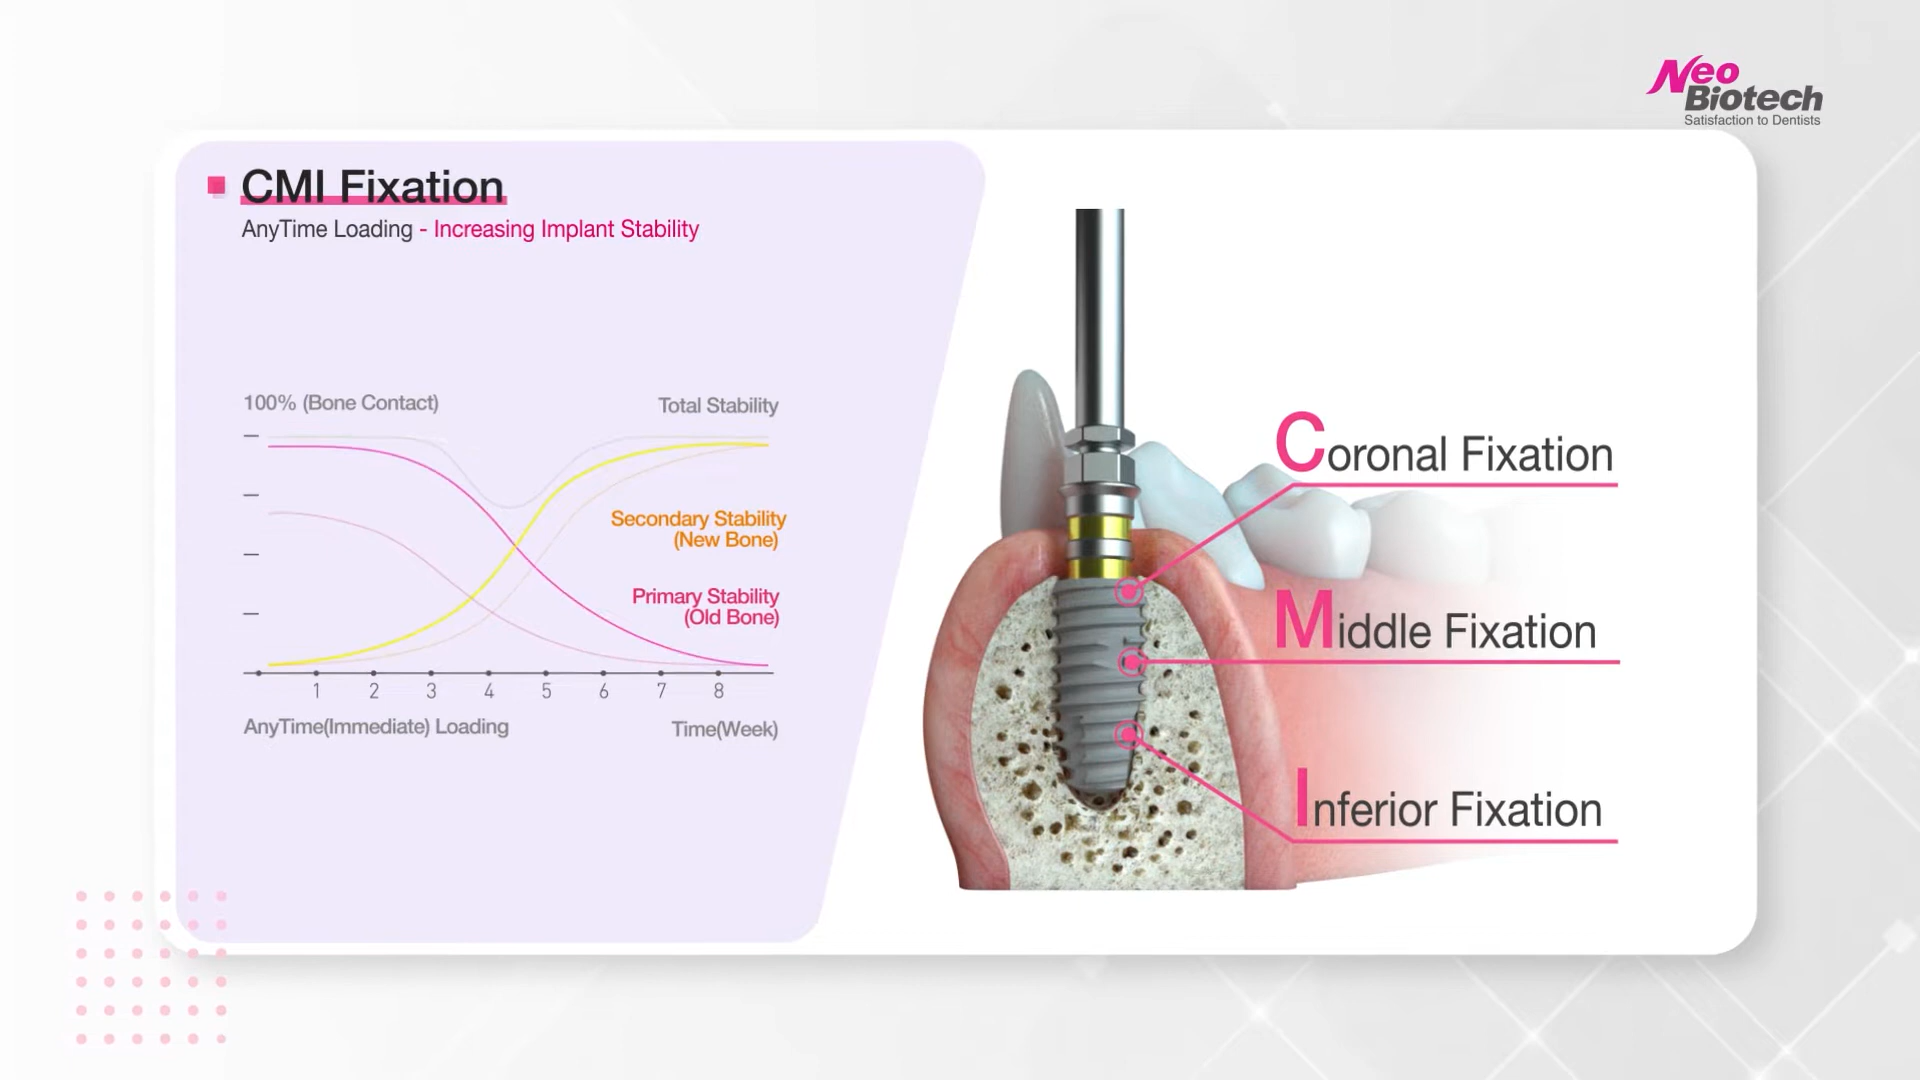 Neo
Biotech
Satisfaction to Dentists
CMI Fixation
AnyTime Loading - Increasing Implant Stability
100% (Bone Contact)
Total Stability
Secondary Stability
(New Bone)
Primary Stability
(Old Bone)
1 2 3 4 5 6 7 8
AnyTime(Immediate) Loading
Time(Week)
Coronal Fixation
Middle Fixation
Inferior Fixation